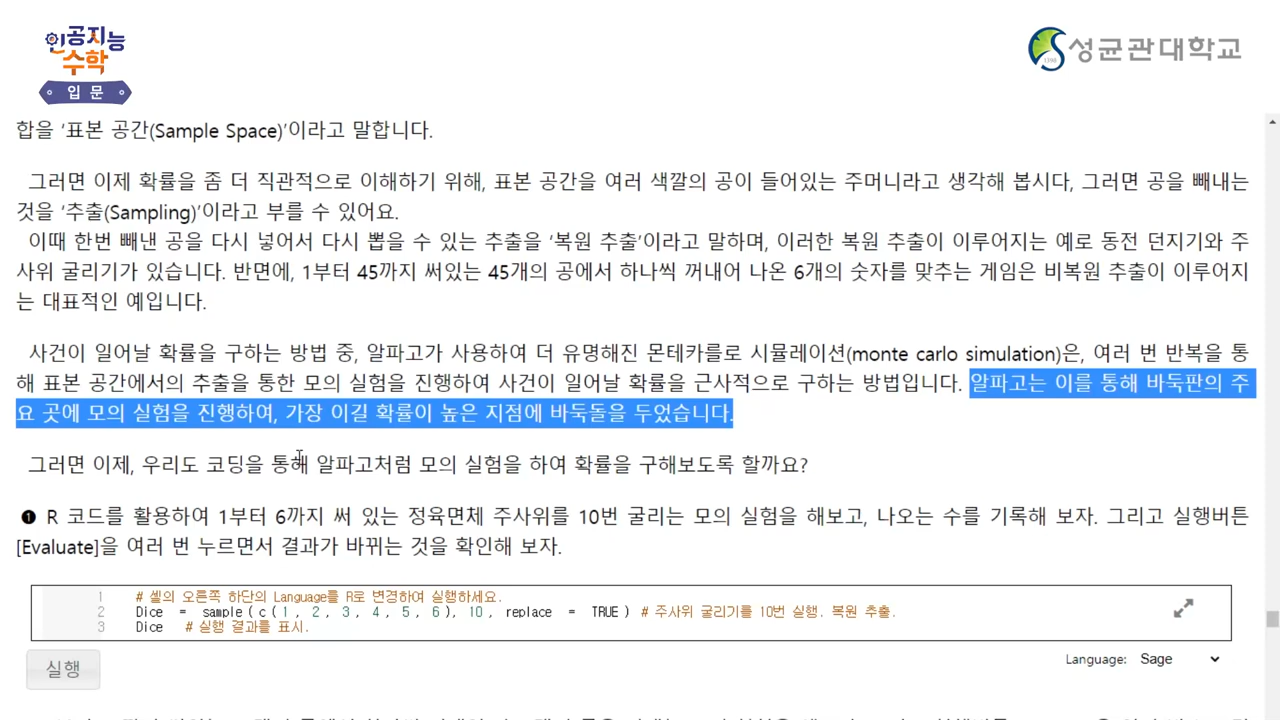 인공지능
수학
입 문
성균관대학교
합을 ‘표본 공간(Sample Space)’이라고 말합니다.
그러면 이제 확률을 좀 더 직관적으로 이해하기 위해, 표본 공간을 여러 색깔의 공이 들어있는 주머니라고 생각해 봅시다, 그러면 공을 빼내는
것을 ‘추출(Sampling)’이라고 부를 수 있어요.
이때 한번 빼낸 공을 다시 넣어서 다시 뽑을 수 있는 추출을 ‘복원 추출’이라고 말하며, 이러한 복원 추출이 이루어지는 예로 동전 던지기와 주
사위 굴리기가 있습니다. 반면에, 1부터 45까지 써있는 45개의 공에서 하나씩 꺼내어 나온 6개의 숫자를 맞추는 게임은 비복원 추출이 이루어지
는 대표적인 예입니다.
사건이 일어날 확률을 구하는 방법 중, 알파고가 사용하여 더 유명해진 몬테카를로 시뮬레이션(monte carlo simulation)은, 여러 번 반복을 통
해 표본 공간에서의 추출을 통한 모의 실험을 진행하여 사건이 일어날 확률을 근사적으로 구하는 방법입니다. 알파고는 이를 통해 바둑판의 주
요 곳에 모의 실험을 진행하여, 가장 이길 확률이 높은 지점에 바둑돌을 두었습니다.
그러면 이제, 우리도 코딩을 통해 알파고처럼 모의 실험을 하여 확률을 구해보도록 할까요?
❶ R 코드를 활용하여 1부터 6까지 써 있는 정육면체 주사위를 10번 굴리는 모의 실험을 해보고, 나오는 수를 기록해 보자. 그리고 실행버튼
[Evaluate]을 여러 번 누르면서 결과가 바뀌는 것을 확인해 보자.
1 # 셀의 오른쪽 하단의 Language를 R로 변경하여 실행하세요.
2 Dice = sample(c(1, 2, 3, 4, 5, 6), 10, replace = TRUE) # 주사위 굴리기를 10번 실행. 복원 추출.
3 Dice # 실행 결과를 표시.
실행
Language: Sage